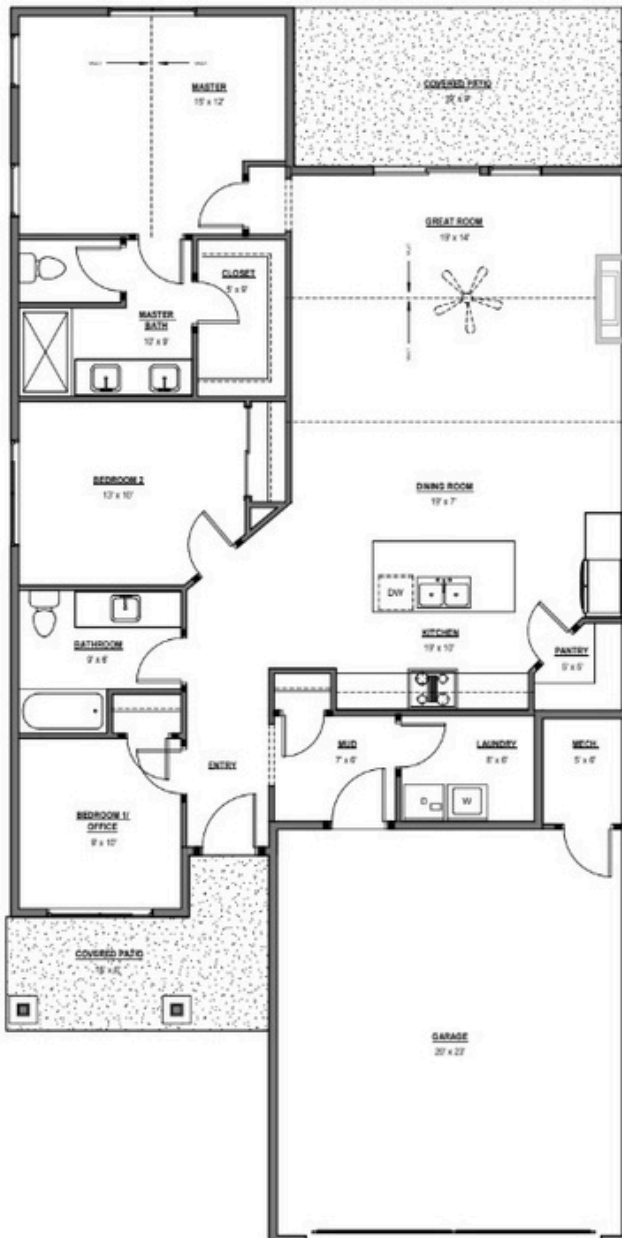 MASTER
15' x 12'
COVERED PATIO
GREAT ROOM
19' x 14'
CLOSET
5' x 9'
MASTER
BATH
10' x 9'
BEDROOM 2
13' x 10'
DINING ROOM
19' x 7'
DW
KITCHEN
19' x 10'
PANTRY
5' x 5'
BATHROOM
9' x 6'
MUD
7' x 6'
LAUNDRY
8' x 6'
MECH.
5' x 6'
ENTRY
D
W
BEDROOM 1/
OFFICE
9' x 10'
COVERED PATIO
GARAGE
20' x 23'